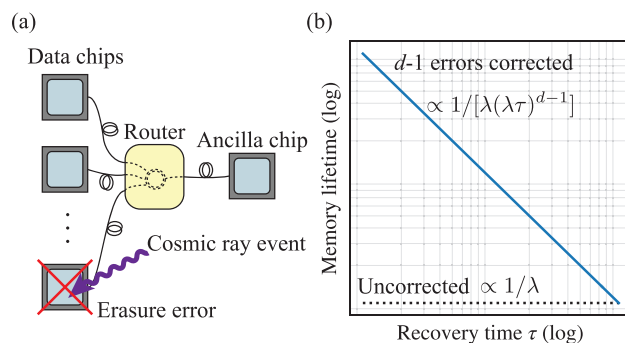 (a)
Data chips
Router
Ancilla chip
Cosmic ray event
Erasure error
(b)
d-1 errors corrected
∝ 1/[λ(λτ)^{d−1}]
Uncorrected ∝ 1/λ
Memory lifetime (log)
Recovery time τ (log)